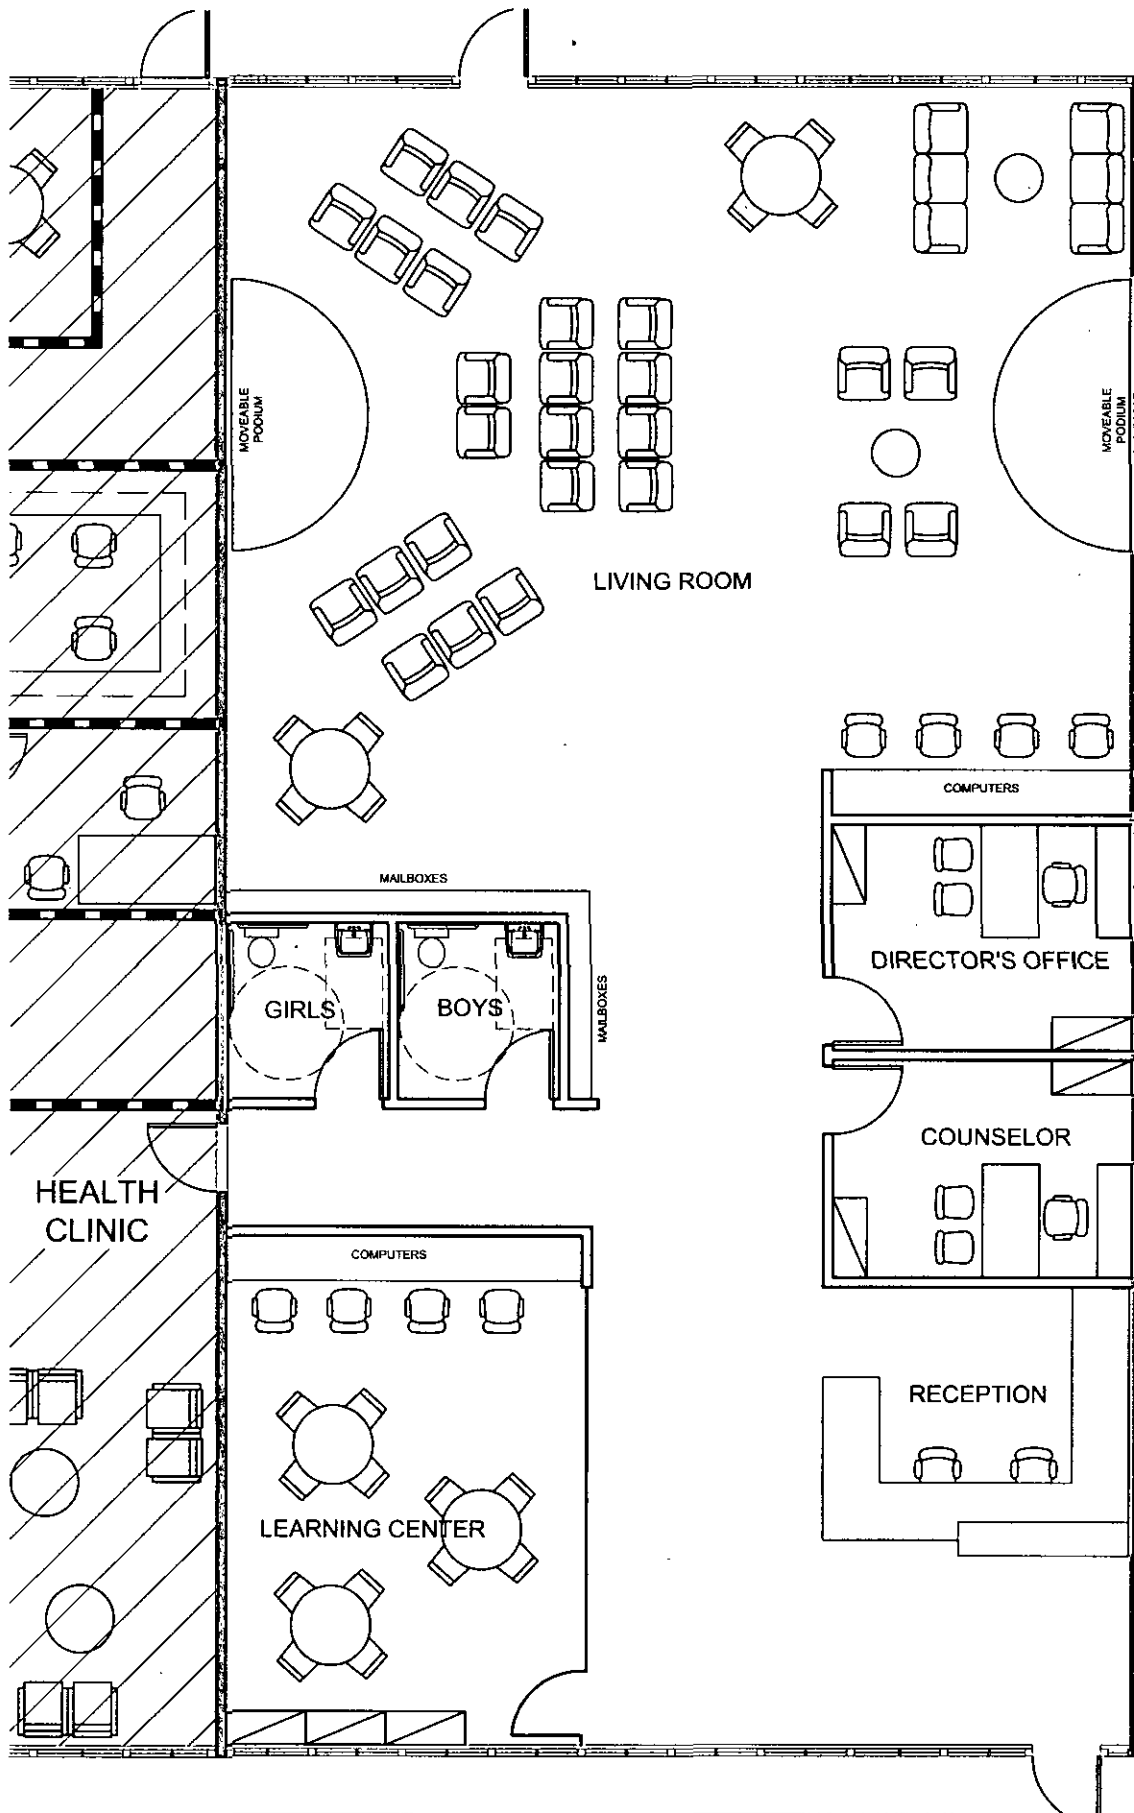 MOVEABLE
PODIUM
MOVEABLE
PODIUM
LIVING ROOM
COMPUTERS
MAILBOXES
DIRECTOR'S OFFICE
MAILBOXES
GIRLS
BOYS
COUNSELOR
HEALTH
CLINIC
COMPUTERS
RECEPTION
LEARNING CENTER